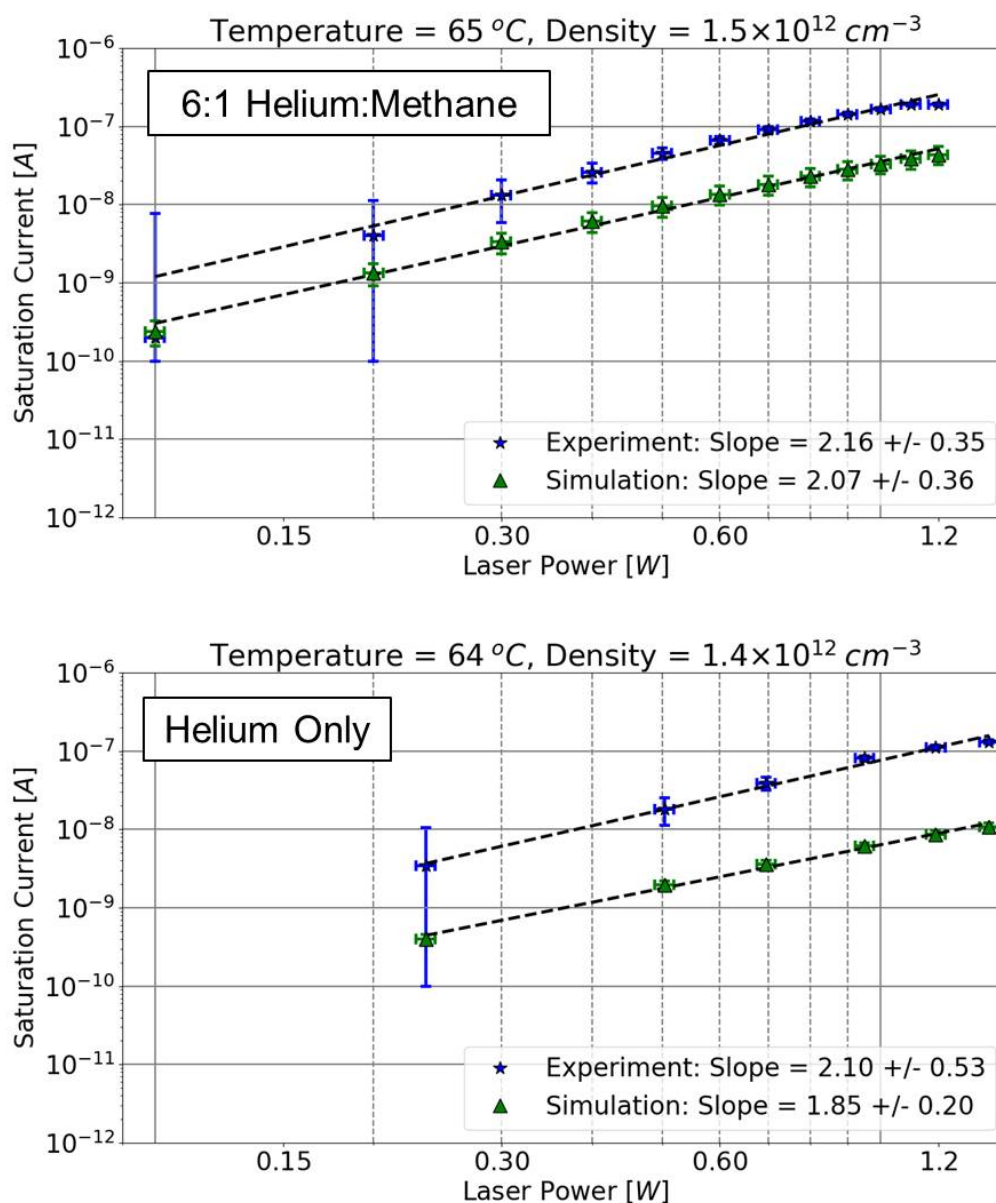 Temperature = 65 °C, Density = 1.5×10¹² cm⁻³
6:1 Helium:Methane
Saturation Current [A]
10⁻⁶
10⁻⁷
10⁻⁸
10⁻⁹
10⁻¹⁰
10⁻¹¹
10⁻¹²
Experiment: Slope = 2.16 +/- 0.35
Simulation: Slope = 2.07 +/- 0.36
0.15 0.30 0.60 1.2
Laser Power [W]
Temperature = 64 °C, Density = 1.4×10¹² cm⁻³
Helium Only
Saturation Current [A]
10⁻⁶
10⁻⁷
10⁻⁸
10⁻⁹
10⁻¹⁰
10⁻¹¹
10⁻¹²
Experiment: Slope = 2.10 +/- 0.53
Simulation: Slope = 1.85 +/- 0.20
0.15 0.30 0.60 1.2
Laser Power [W]